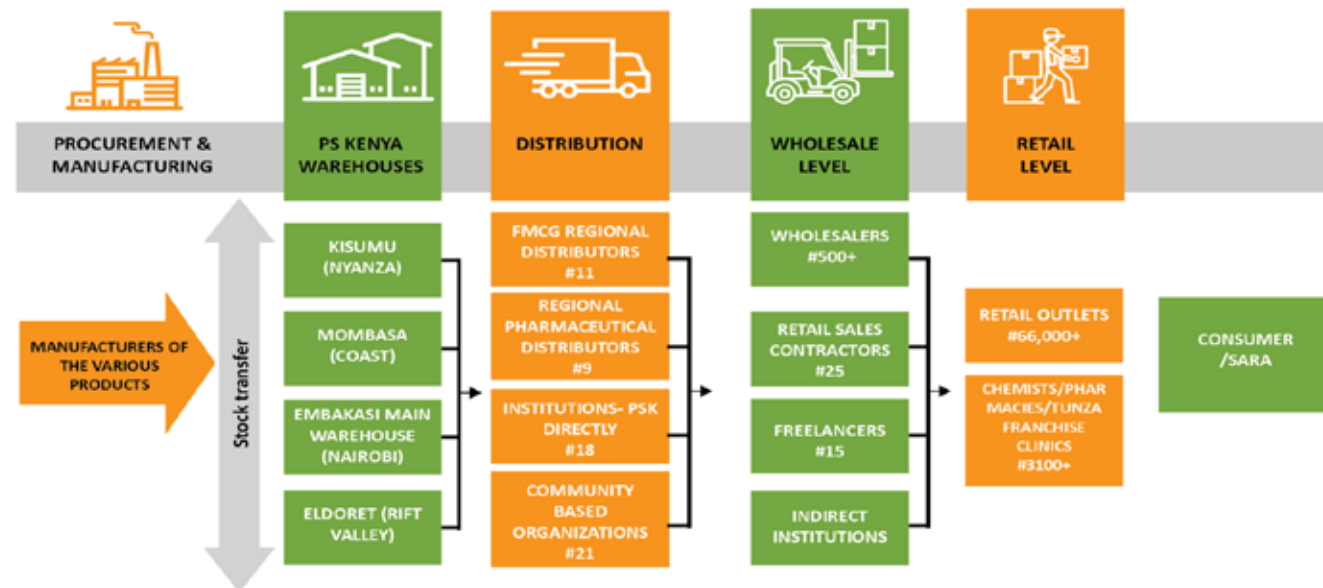 PROCUREMENT &
MANUFACTURING
PS KENYA
WAREHOUSES
DISTRIBUTION
WHOLESALE
LEVEL
RETAIL
LEVEL
MANUFACTURERS OF
THE VARIOUS
PRODUCTS
Stock transfer
KISUMU
(NYANZA)
MOMBASA
(COAST)
EMBAKASI MAIN
WAREHOUSE
(NAIROBI)
ELDORET (RIFT
VALLEY)
FMCG REGIONAL
DISTRIBUTORS
#11
REGIONAL
PHARMACEUTICAL
DISTRIBUTORS
#9
INSTITUTIONS- PSK
DIRECTLY
#18
COMMUNITY
BASED
ORGANIZATIONS
#21
WHOLESALERS
#500+
RETAIL SALES
CONTRACTORS
#25
FREELANCERS
#15
INDIRECT
INSTITUTIONS
RETAIL OUTLETS
#66,000+
CHEMISTS/PHAR
MACIES/TUNZA
FRANCHISE
CLINICS
#3100+
CONSUMER
/SARA